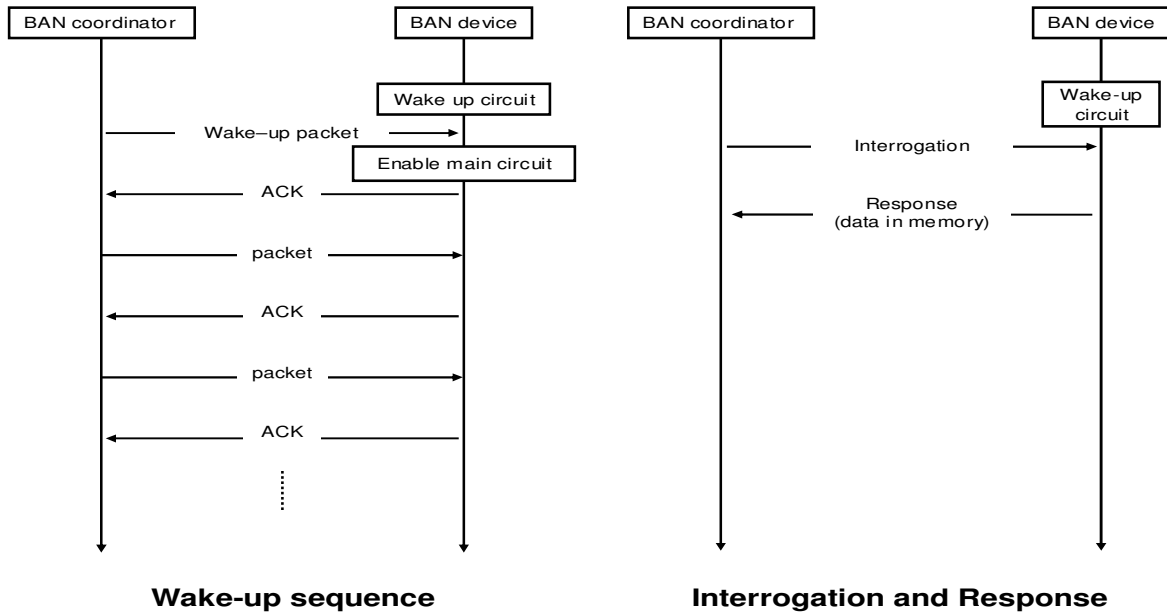 BAN coordinator
BAN device
Wake up circuit
Wake–up packet
Enable main circuit
ACK
packet
ACK
packet
ACK
Wake-up sequence
BAN coordinator
BAN device
Wake-up
circuit
Interrogation
Response
(data in memory)
Interrogation and Response